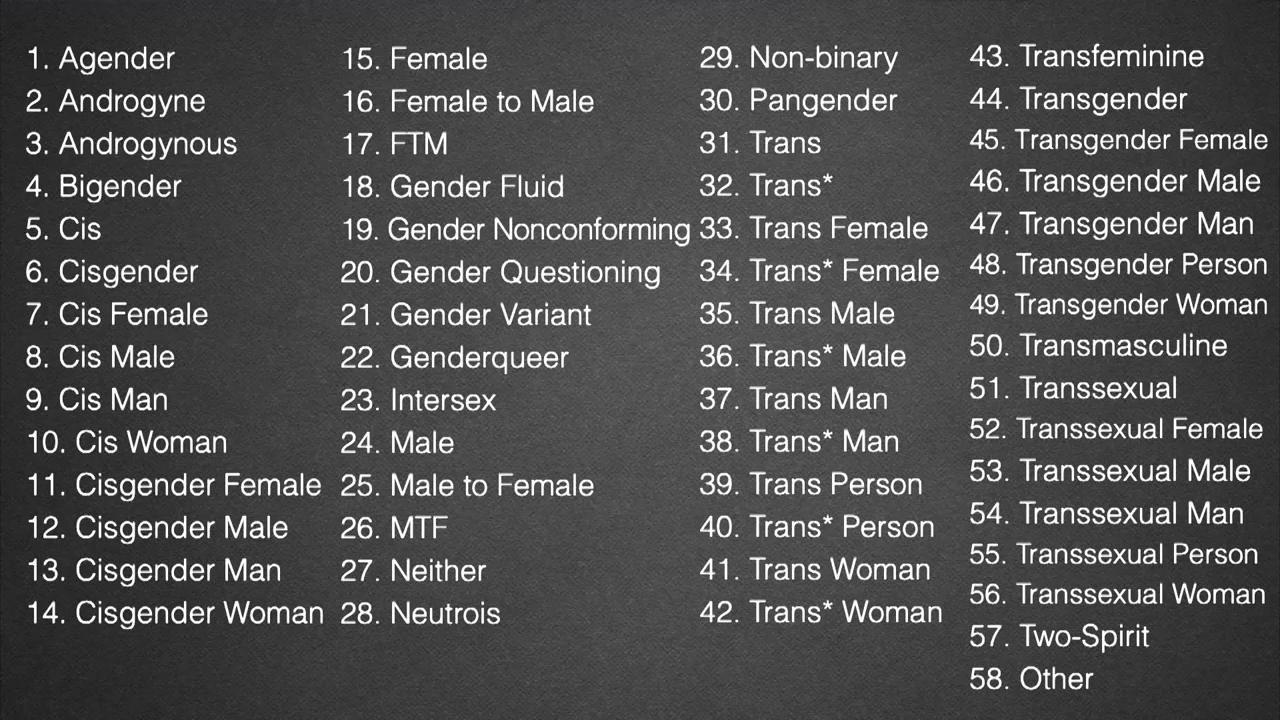 1. Agender
2. Androgyne
3. Androgynous
4. Bigender
5. Cis
6. Cisgender
7. Cis Female
8. Cis Male
9. Cis Man
10. Cis Woman
11. Cisgender Female
12. Cisgender Male
13. Cisgender Man
14. Cisgender Woman
15. Female
16. Female to Male
17. FTM
18. Gender Fluid
19. Gender Nonconforming
20. Gender Questioning
21. Gender Variant
22. Genderqueer
23. Intersex
24. Male
25. Male to Female
26. MTF
27. Neither
28. Neutrois
29. Non-binary
30. Pangender
31. Trans
32. Trans*
33. Trans Female
34. Trans* Female
35. Trans Male
36. Trans* Male
37. Trans Man
38. Trans* Man
39. Trans Person
40. Trans* Person
41. Trans Woman
42. Trans* Woman
43. Transfeminine
44. Transgender
45. Transgender Female
46. Transgender Male
47. Transgender Man
48. Transgender Person
49. Transgender Woman
50. Transmasculine
51. Transsexual
52. Transsexual Female
53. Transsexual Male
54. Transsexual Man
55. Transsexual Person
56. Transsexual Woman
57. Two-Spirit
58. Other